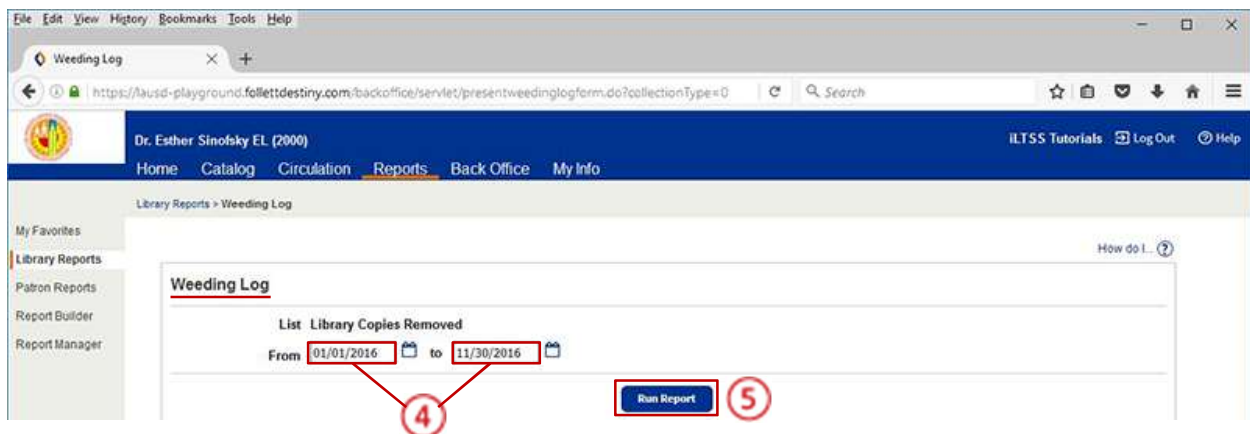 File Edit View History Bookmarks Tools Help
Weeding Log
https://lausd-playground.follettdestiny.com/backoffice/servlet/presentweedinglogform.do?collectionType=0 Search
Dr. Esther Sinofsky EL (2000) iLTSS Tutorials Log Out Help
Home Catalog Circulation Reports Back Office My Info
Library Reports > Weeding Log
My Favorites
How do I... ?
Library Reports
Weeding Log
Patron Reports
Report Builder
List Library Copies Removed
Report Manager
From 01/01/2016 to 11/30/2016
Run Report 5
4